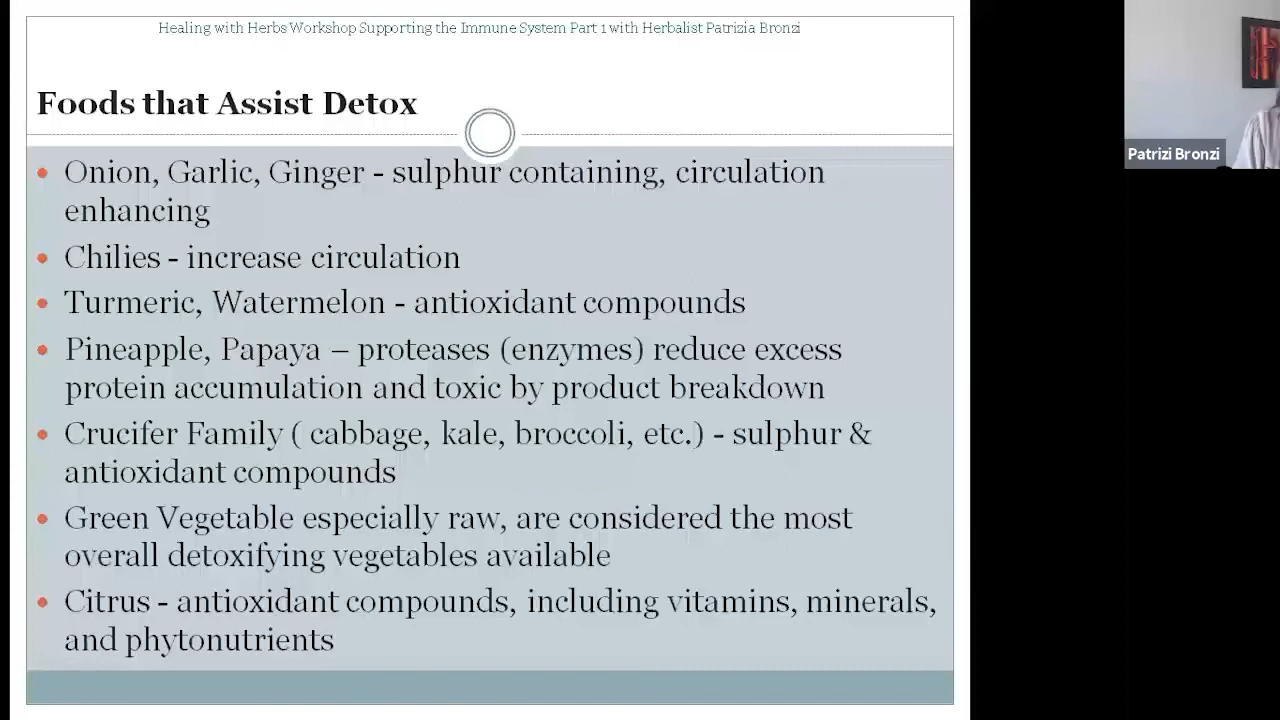 Healing with Herbs Workshop Supporting the Immune System Part 1 with Herbalist Patrizia Bronzi
Foods that Assist Detox
• Onion, Garlic, Ginger - sulphur containing, circulation
enhancing
• Chilies - increase circulation
• Turmeric, Watermelon - antioxidant compounds
• Pineapple, Papaya – proteases (enzymes) reduce excess
protein accumulation and toxic by product breakdown
• Crucifer Family ( cabbage, kale, broccoli, etc.) - sulphur &
antioxidant compounds
• Green Vegetable especially raw, are considered the most
overall detoxifying vegetables available
• Citrus - antioxidant compounds, including vitamins, minerals,
and phytonutrients
Patrizi Bronzi